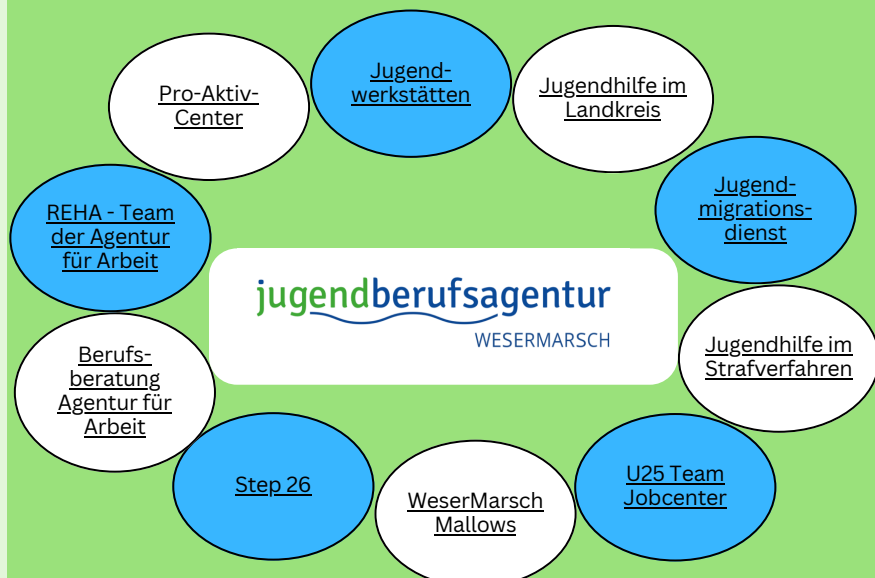 Jugend-
werkstätten
Pro-Aktiv-
Center
Jugendhilfe im
Landkreis
REHA - Team
der Agentur
für Arbeit
Jugend-
migrations-
dienst
jugendberufsagentur
WESERMARSCH
Berufs-
beratung
Agentur für
Arbeit
Jugendhilfe im
Strafverfahren
Step 26
WeserMarsch
Mallows
U25 Team
Jobcenter